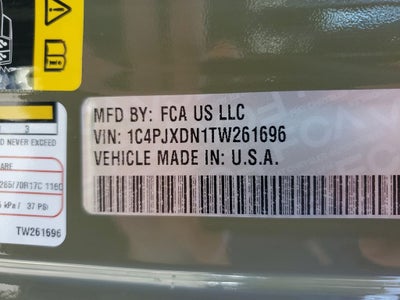 MFD BY: FCA US LLC
VIN: 1C4PJXDN1TW261696
VEHICLE MADE IN: U.S.A.
3
D NEVER EXCEED
ARE
265/70R17C 116Q
kPa / 37 PSI
TW261696